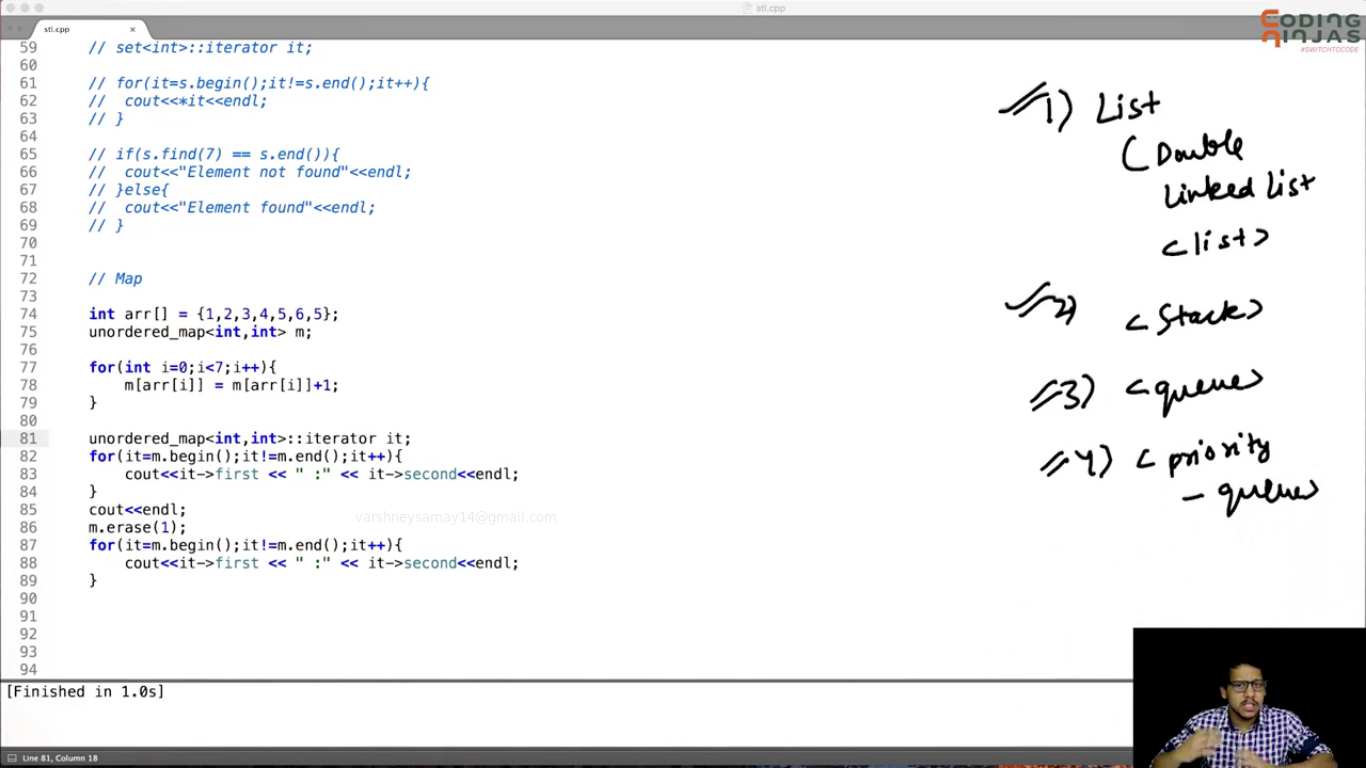 stl.cpp
CODING
NINJAS
#SWITCHTOCODE
stl.cpp ×
59 // set<int>::iterator it;
60
61 // for(it=s.begin();it!=s.end();it++){
62 // cout<<*it<<endl;
63 // }
64
65 // if(s.find(7) == s.end()){
66 // cout<<"Element not found"<<endl;
67 // }else{
68 // cout<<"Element found"<<endl;
69 // }
70
71
72 // Map
73
74 int arr[] = {1,2,3,4,5,6,5};
75 unordered_map<int,int> m;
76
77 for(int i=0;i<7;i++){
78 m[arr[i]] = m[arr[i]]+1;
79 }
80
81 unordered_map<int,int>::iterator it;
82 for(it=m.begin();it!=m.end();it++){
83 cout<<it->first << " :" << it->second<<endl;
84 }
85 cout<<endl;
86 m.erase(1);
87 for(it=m.begin();it!=m.end();it++){
88 cout<<it->first << " :" << it->second<<endl;
89 }
90
91
92
93
94
varshneysamay14@gmail.com
1) List
(Double
Linked List
<list>
2) <Stack>
3) <queue>
4) <priority
- queue>
[Finished in 1.0s]
Line 81, Column 18